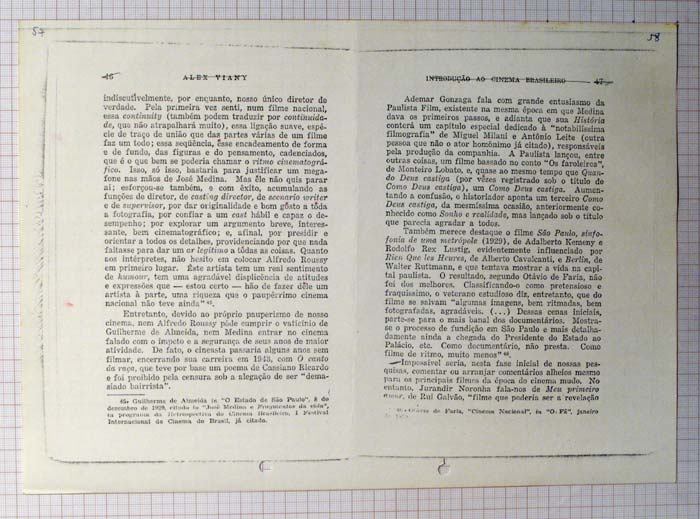 57
46 ALEX VIANY
indiscutìvelmente, por enquanto, nosso único diretor de
verdade. Pela primeira vez senti, num filme nacional,
essa continuity (também podem traduzir por continuida-
de, que não atrapalhará muito), essa ligação suave, espé-
cie de traço de união que das partes várias de um filme
faz um todo; essa seqüência, êsse encadeamento de forma
e de fundo, das figuras e do pensamento, cadenciados,
que é o que bem se poderia chamar o ritmo cinematográ-
fico. Isso, só isso, bastaria para justificar um mega-
fone nas mãos de José Medina. Mas êle não quis parar
aí; esforçou-se também, e com êxito, acumulando as
funções de diretor, de casting director, de scenario writer
e de supervisor, por dar originalidade e bom gôsto a tôda
a fotografia, por confiar a um cast hábil e capaz o de-
sempenho; por explorar um argumento breve, interes-
sante, bem cinematográfico; e, afinal, por presidir e
orientar a todos os detalhes, providenciando por que nada
faltasse para dar um ar legítimo a tôdas as cousas. Quanto
aos intérpretes, não hesito em colocar Alfredo Roussy
em primeiro lugar. Êste artista tem um real sentimento
de humour, tem uma agradável displicência de atitudes
e expressões que — estou certo — hão de fazer dêle um
artista à parte, uma riqueza que o paupérrimo cinema
nacional não teve ainda" 45.
Entretanto, devido ao próprio pauperismo de nosso
cinema, nem Alfredo Roussy pôde cumprir o vaticínio de
Guilherme de Almeida, nem Medina entrar no cinema
falado com o ímpeto e a segurança de seus anos de maior
atividade. De fato, o cineasta passaria alguns anos sem
filmar, encerrando sua carreira em 1943, com O canto
da raça, que teve por base um poema de Cassiano Ricardo
e foi proibido pela censura sob a alegação de ser "dema-
siado bairrista".
45. Guilherme de Almeida in "O Estado de São Paulo", 8 de
dezembro de 1929, citado in "José Medina e Fragmentos da vida",
in programa da Retrospectiva do Cinema Brasileiro, I Festival
Internacional de Cinema do Brasil, já citado.
58
INTRODUÇÃO AO CINEMA BRASILEIRO 47
Ademar Gonzaga fala com grande entusiasmo da
Paulista Film, existente na mesma época em que Medina
dava os primeiros passos, e adianta que sua História
conterá um capítulo especial dedicado à "notabilíssima
filmografia" de Miguel Milani e Antônio Leite (outra
pessoa que não o ator homônimo já citado), responsáveis
pela produção da companhia. A Paulista lançou, entre
outras coisas, um filme bassado no conto "Os faroleiros",
de Monteiro Lobato, e, quase ao mesmo tempo que Quan-
do Deus castiga (por vêzes registrado sob o título de
Como Deus castiga), um Como Deus castiga. Aumen-
tando a confusão, o historiador aponta um terceiro Como
Deus castiga, da mesmíssima ocasião, anteriormente co-
nhecido como Sonho e realidade, mas lançado sob o título
que parecia agradar a todos.
Também merece destaque o filme São Paulo, sinfo-
nia de uma metrópole (1929), de Adalberto Kemeny e
Rodolfo Rex Lustig, evidentemente influenciado por
Rien Que les Heures, de Alberto Cavalcanti, e Berlin, de
Walter Ruttmann, e que tentava mostrar a vida na capi-
tal paulista. O resultado, segundo Otávio de Faria, não
foi dos melhores. Classificando-o como pretensioso e
fraquíssimo, o veterano estudioso diz, entretanto, que do
filme se salvam "algumas imagens, bem ritmadas, bem
fotografadas, agradáveis. (...) Dessas cenas iniciais,
parte-se para o mais banal dos documentários. Mostra-
se o processo de fundição em São Paulo e mais detalha-
damente ainda a chegada do Presidente do Estado ao
Palácio, etc. Como documentário, não presta. Como
filme de ritmo, muito menos" 46.
Impossível seria, nesta fase inicial de nossas pes-
quisas, comentar ou arranjar comentários alheios mesmo
para os principais filmes da época do cinema mudo. No
entanto, Jurandir Noronha fala-nos de Meu primeiro
amor, de Rui Galvão, "filme que poderia ser a revelação
de Faria, "Cinema Nacional", in "O. Fã", janeiro